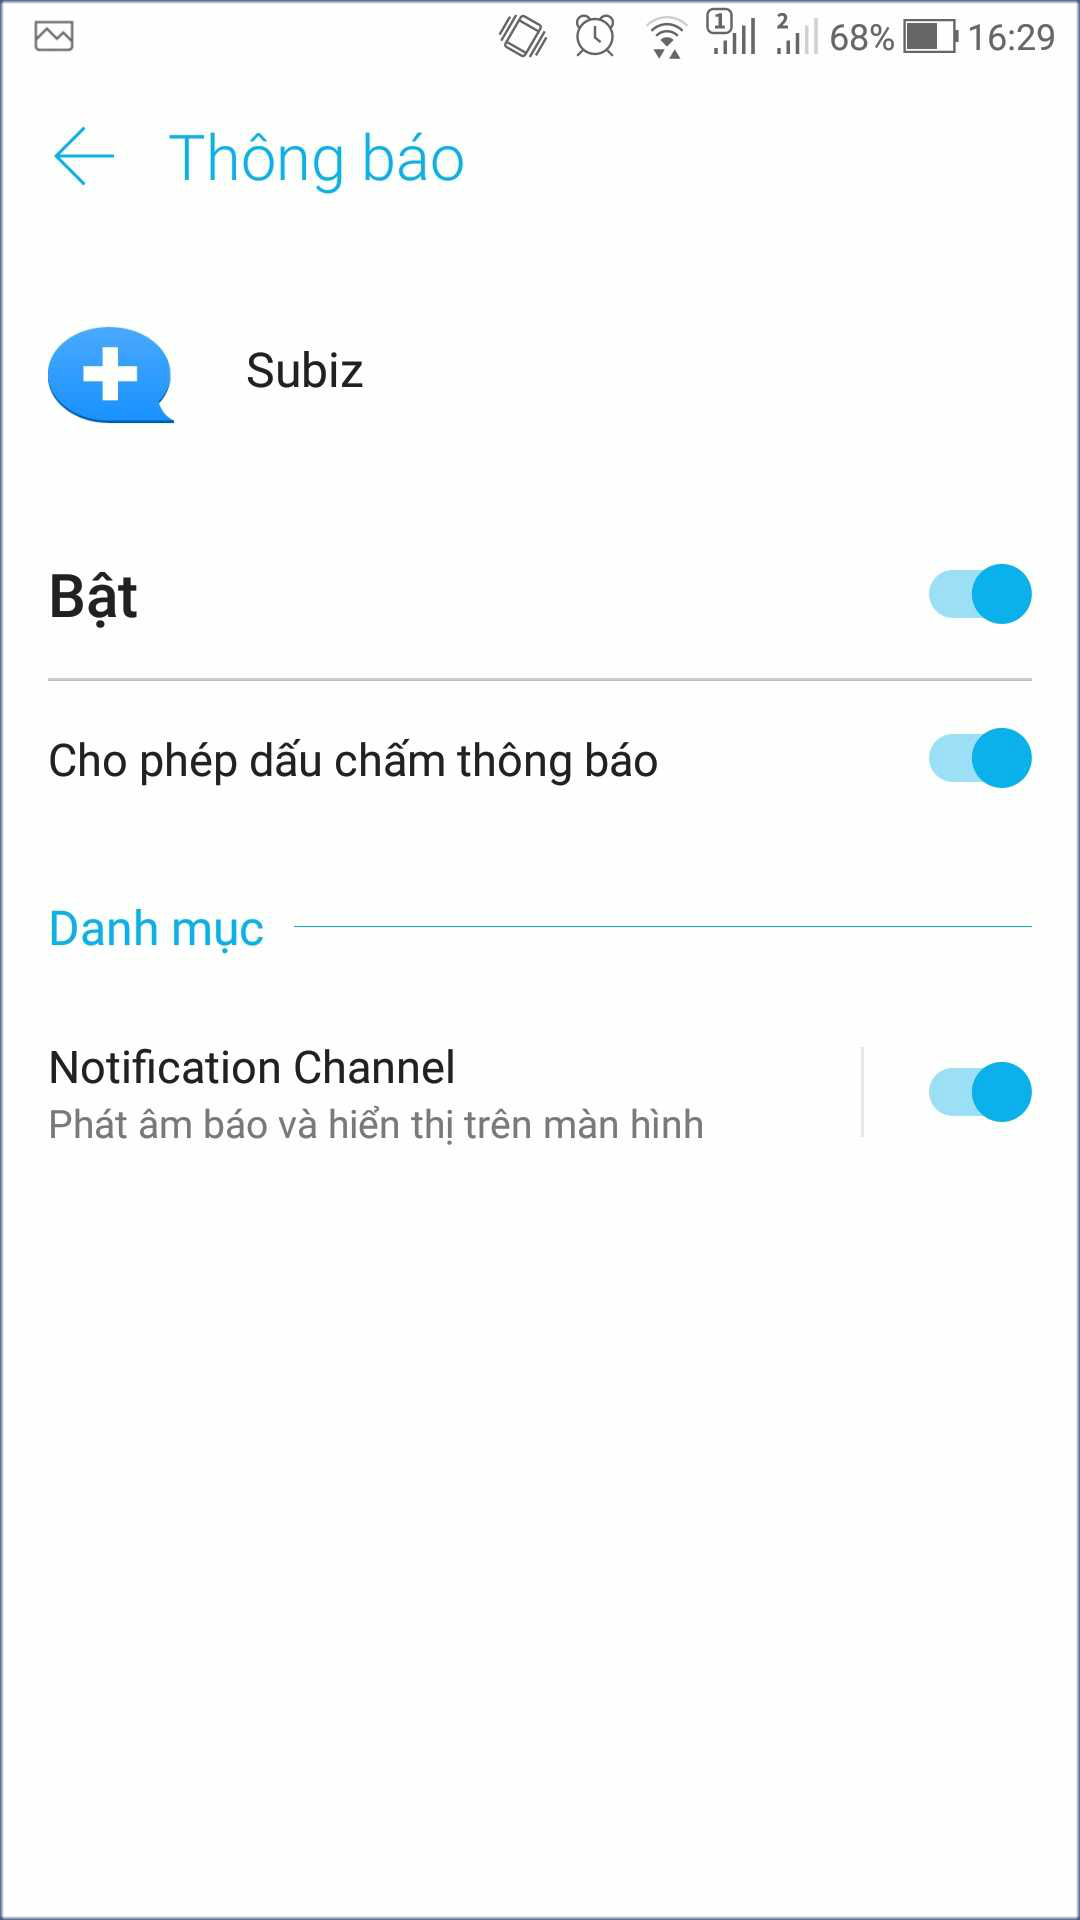 1 2 68% 16:29
Thông báo
Subiz
Bật
Cho phép dấu chấm thông báo
Danh mục
Notification Channel
Phát âm báo và hiển thị trên màn hình